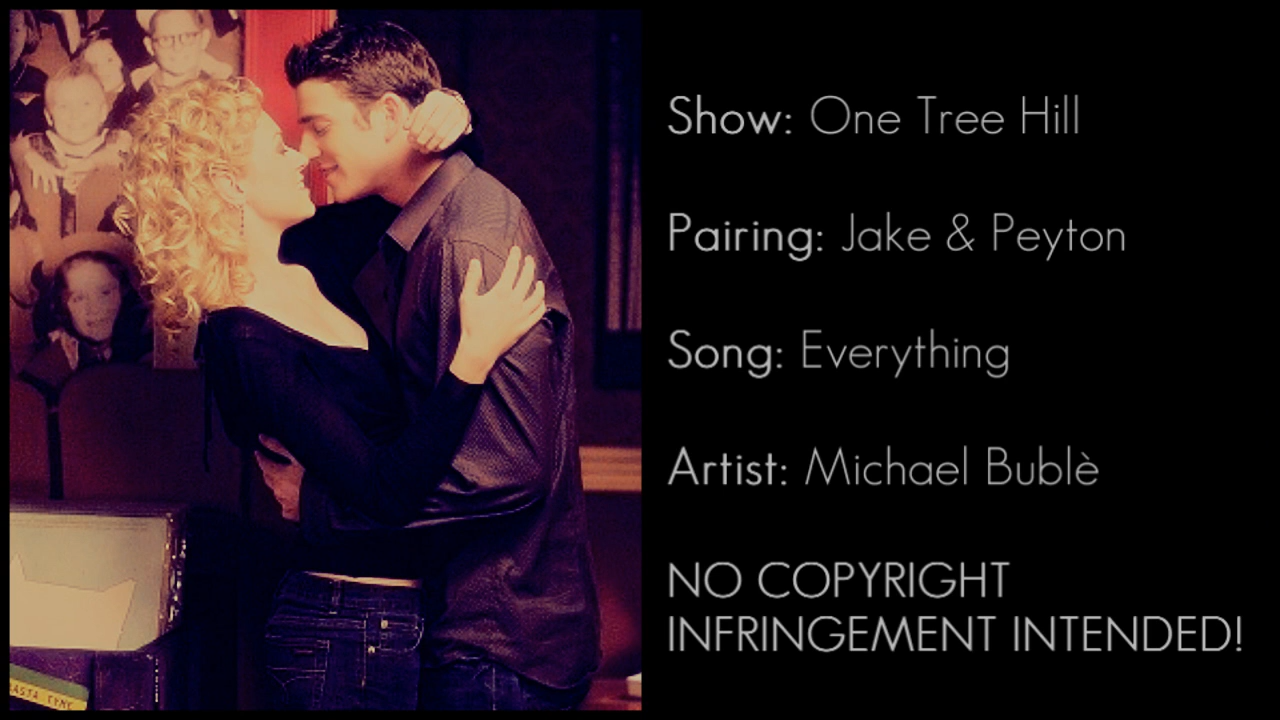 Show: One Tree Hill
Pairing: Jake & Peyton
Song: Everything
Artist: Michael Bublè
NO COPYRIGHT
INFRINGEMENT INTENDED!